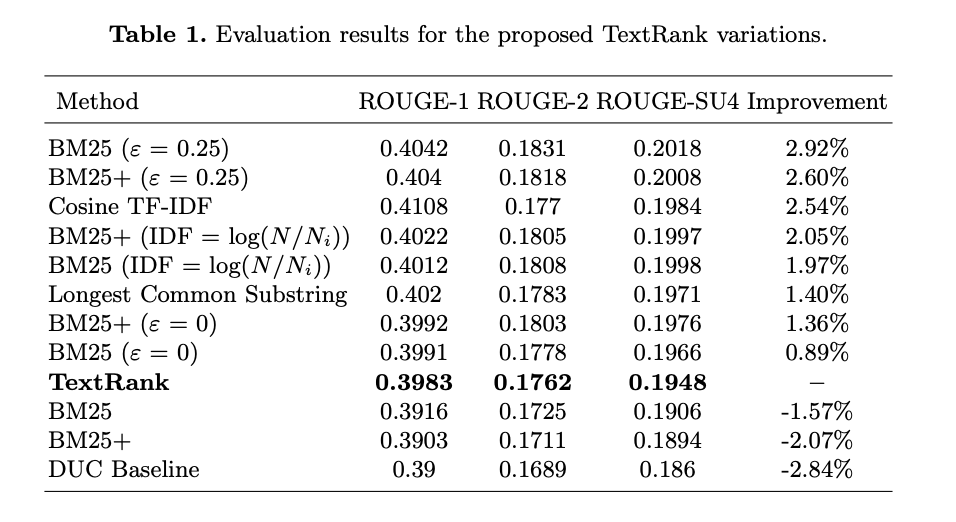 Table 1. Evaluation results for the proposed TextRank variations.
Method ROUGE-1 ROUGE-2 ROUGE-SU4 Improvement
BM25 (ε = 0.25) 0.4042 0.1831 0.2018 2.92%
BM25+ (ε = 0.25) 0.404 0.1818 0.2008 2.60%
Cosine TF-IDF 0.4108 0.177 0.1984 2.54%
BM25+ (IDF = log(N/Nᵢ)) 0.4022 0.1805 0.1997 2.05%
BM25 (IDF = log(N/Nᵢ)) 0.4012 0.1808 0.1998 1.97%
Longest Common Substring 0.402 0.1783 0.1971 1.40%
BM25+ (ε = 0) 0.3992 0.1803 0.1976 1.36%
BM25 (ε = 0) 0.3991 0.1778 0.1966 0.89%
TextRank 0.3983 0.1762 0.1948 –
BM25 0.3916 0.1725 0.1906 -1.57%
BM25+ 0.3903 0.1711 0.1894 -2.07%
DUC Baseline 0.39 0.1689 0.186 -2.84%